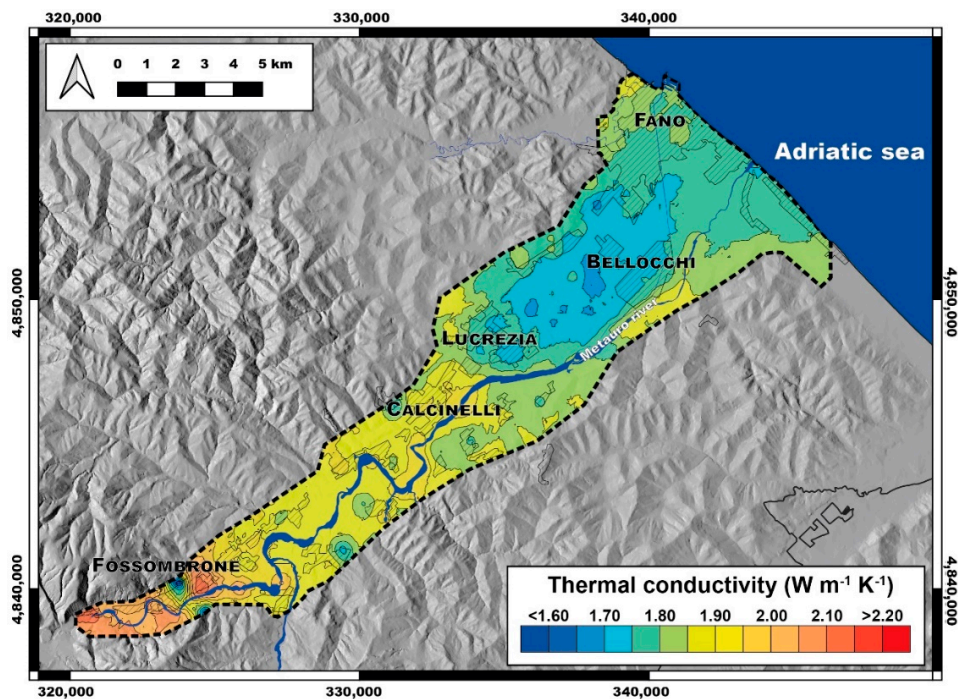 320,000 330,000 340,000
0 1 2 3 4 5 km
FANO
Adriatic sea
BELLOCCHI
4,850,000 4,850,000
Metauro river
LUCREZIA
CALCINELLI
FOSSOMBRONE
4,840,000 4,840,000
Thermal conductivity (W m⁻¹ K⁻¹)
<1.60 1.70 1.80 1.90 2.00 2.10 >2.20
320,000 330,000 340,000